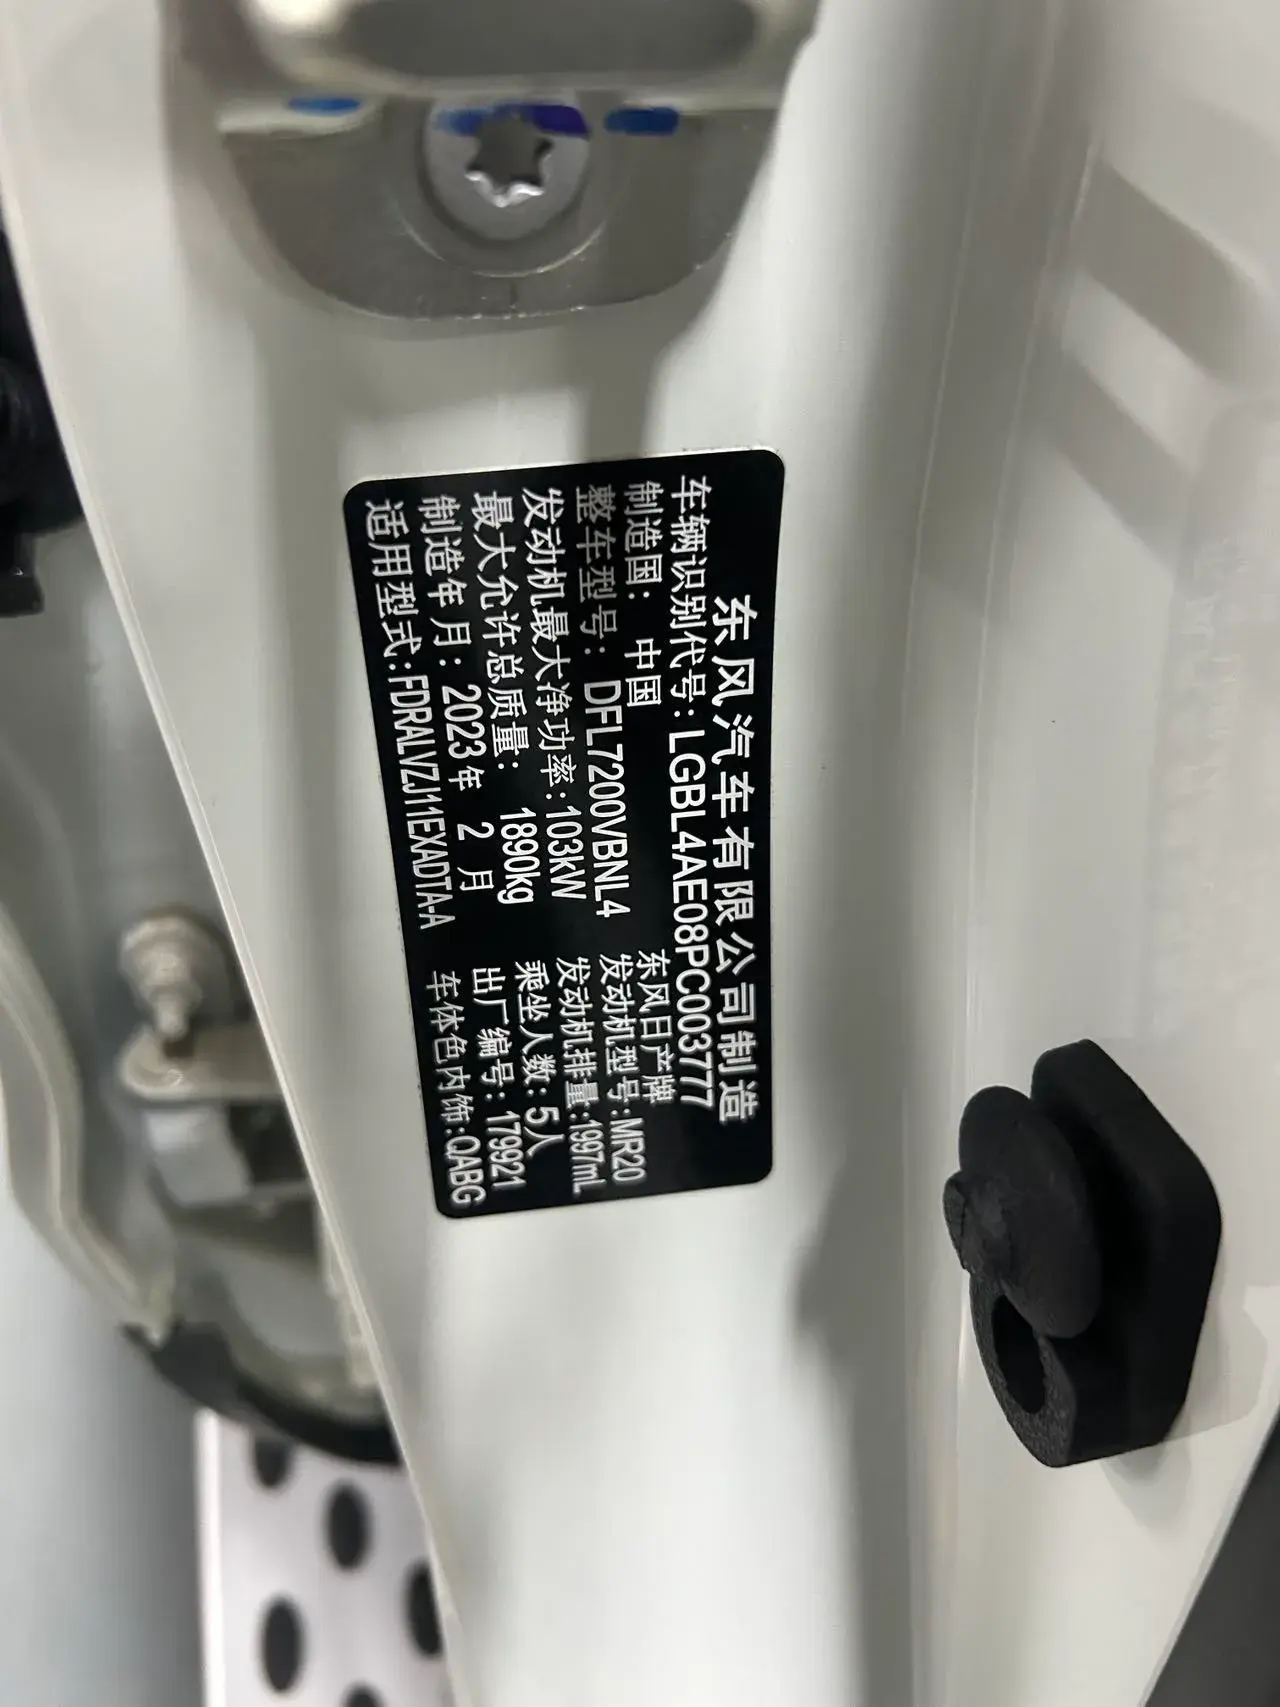 东风汽车有限公司制造
车辆识别代号:LGBL4AE08PC003777
制造国: 中国 东风日产牌
整车型号: DFL7200VBNL4 发动机型号:MR20
发动机最大净功率:103kW 发动机排量:1997mL
最大允许总质量: 1890kg 乘坐人数: 5人
制造年月: 2023年 2月 出厂编号: 179921
适用型式:FDRALVZJ11EXADTA-A 车体色内饰:QABG